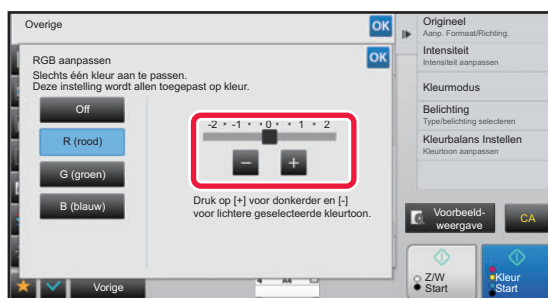 Overige
OK
RGB aanpassen
OK
Slechts één kleur aan te passen.
Deze instelling wordt allen toegepast op kleur.
Off
R (rood)
G (groen)
B (blauw)
-2 • -1 • •0• • 1 • 2
− +
Druk op [+] voor donkerder en [-]
voor lichtere geselecteerde kleurtoon.
Vorige
A4
Origineel
Aanp. Formaat/Richting.
Intensiteit
Intensiteit aanpassen
Kleurmodus
Belichting
Type/belichting selecteren
Kleurbalans Instellen
Kleurtoon aanpassen
Voorbeeld-
weergave
CA
Z/W
Start
Kleur
Start